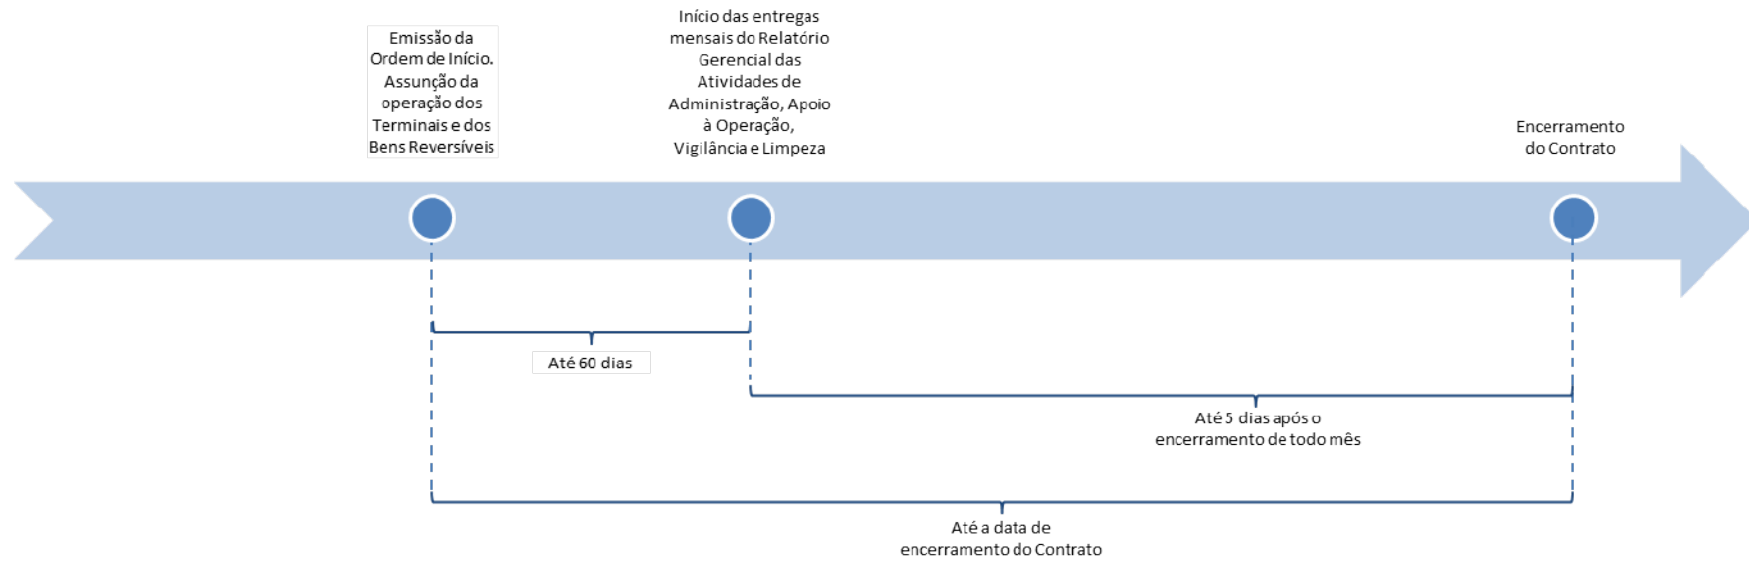 Emissão da
Ordem de Início.
Assunção da
operação dos
Terminais e dos
Bens Reversíveis
Início das entregas
mensais do Relatório
Gerencial das
Atividades de
Administração, Apoio
à Operação,
Vigilância e Limpeza
Encerramento
do Contrato
Até 60 dias
Até 5 dias após o
encerramento de todo mês
Até a data de
encerramento do Contrato